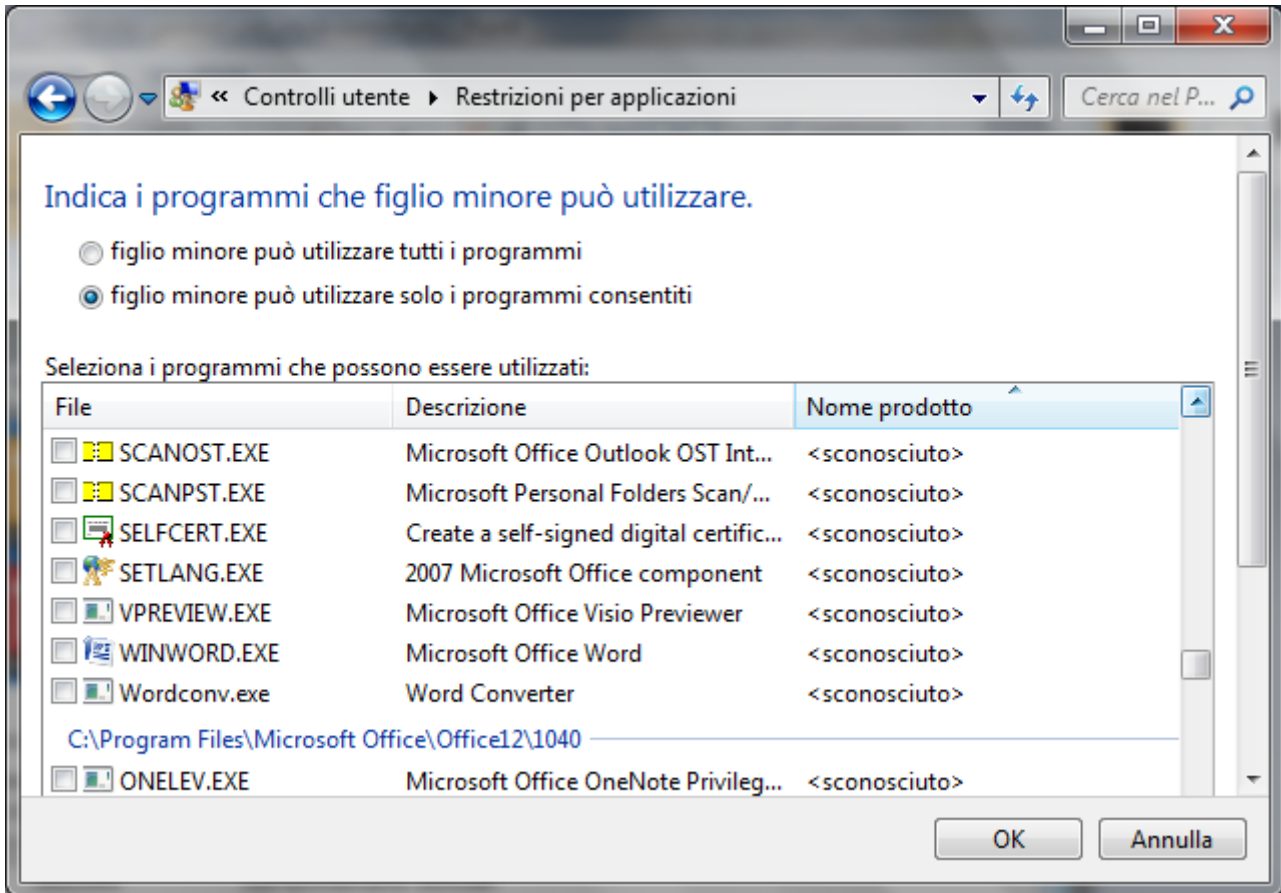 « Controlli utente ▸ Restrizioni per applicazioni Cerca nel P...
Indica i programmi che figlio minore può utilizzare.
figlio minore può utilizzare tutti i programmi
figlio minore può utilizzare solo i programmi consentiti
Seleziona i programmi che possono essere utilizzati:
File Descrizione Nome prodotto
SCANOST.EXE Microsoft Office Outlook OST Int... <sconosciuto>
SCANPST.EXE Microsoft Personal Folders Scan/... <sconosciuto>
SELFCERT.EXE Create a self-signed digital certific... <sconosciuto>
SETLANG.EXE 2007 Microsoft Office component <sconosciuto>
VPREVIEW.EXE Microsoft Office Visio Previewer <sconosciuto>
WINWORD.EXE Microsoft Office Word <sconosciuto>
Wordconv.exe Word Converter <sconosciuto>
C:\Program Files\Microsoft Office\Office12\1040
ONELEV.EXE Microsoft Office OneNote Privileg... <sconosciuto>
OK Annulla